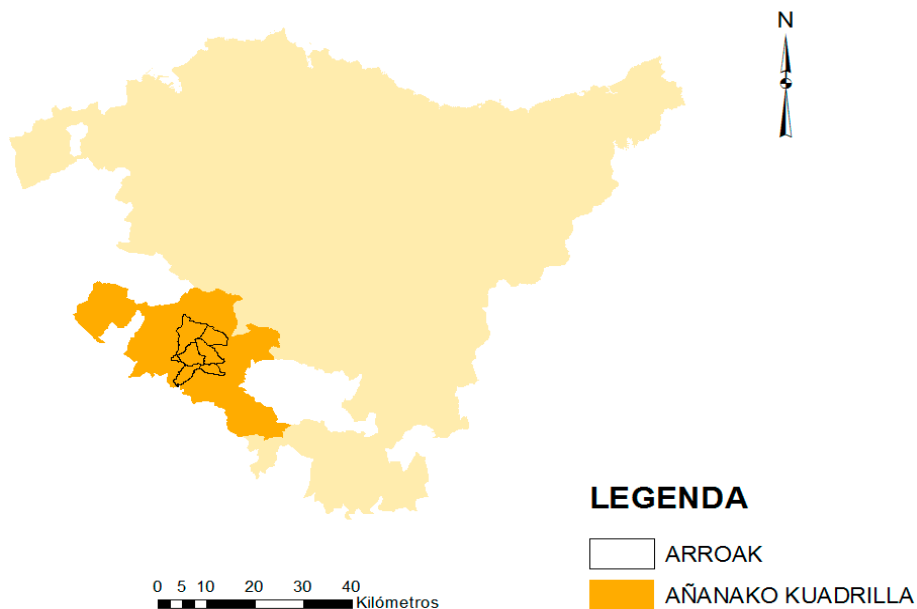 N
LEGENDA
ARROAK
AÑANAKO KUADRILLA
0 5 10 20 30 40
Kilómetros